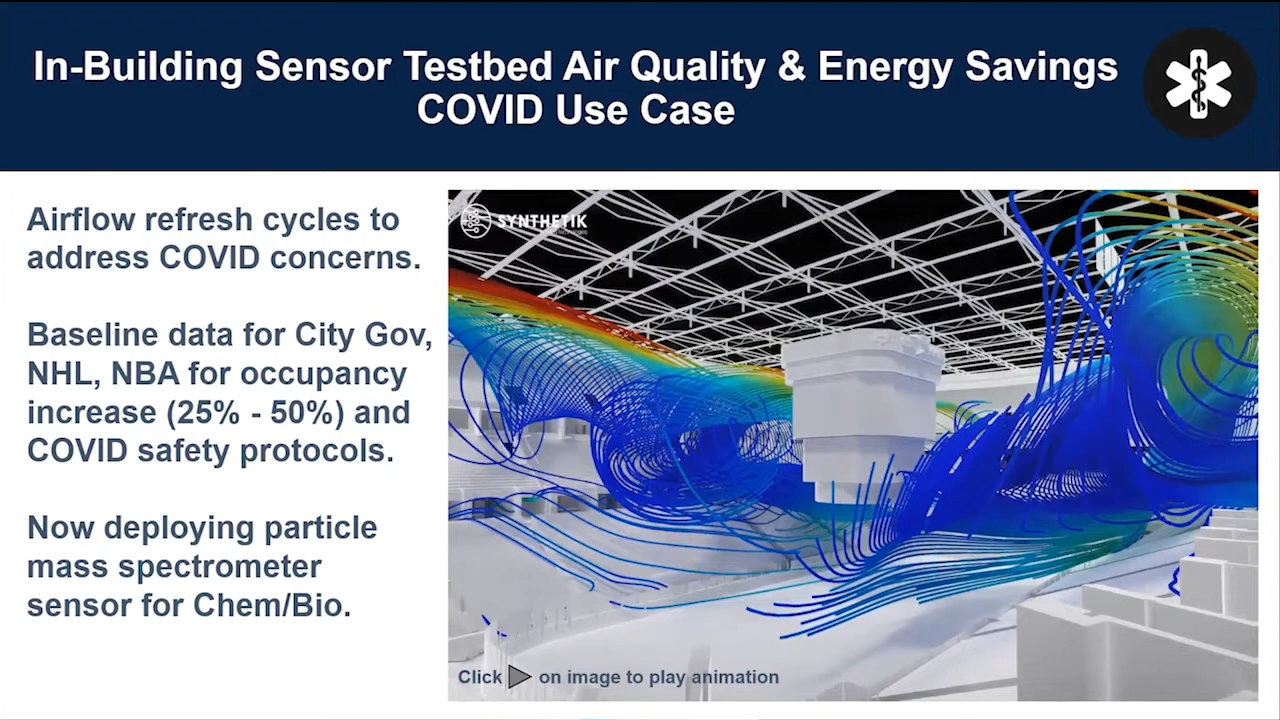 In-Building Sensor Testbed Air Quality & Energy Savings
COVID Use Case
Airflow refresh cycles to
address COVID concerns.
Baseline data for City Gov,
NHL, NBA for occupancy
increase (25% - 50%) and
COVID safety protocols.
Now deploying particle
mass spectrometer
sensor for Chem/Bio.
SYNTHETIK
Click on image to play animation